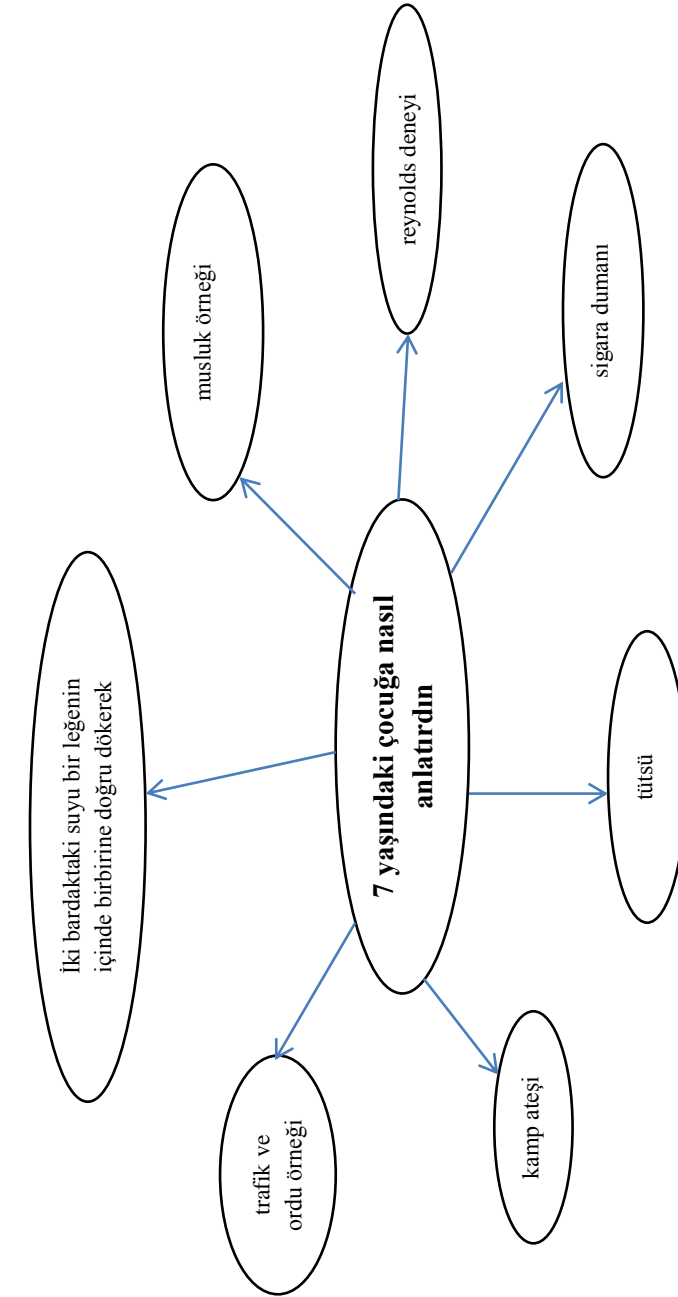 İki bardaktaki suyu bir leğenin
içinde birbirine doğru dökerek
musluk örneği
reynolds deneyi
trafik ve
ordu örneği
7 yaşındaki çocuğa nasıl
anlatırdın
sigara dumanı
kamp ateşi
tütsü